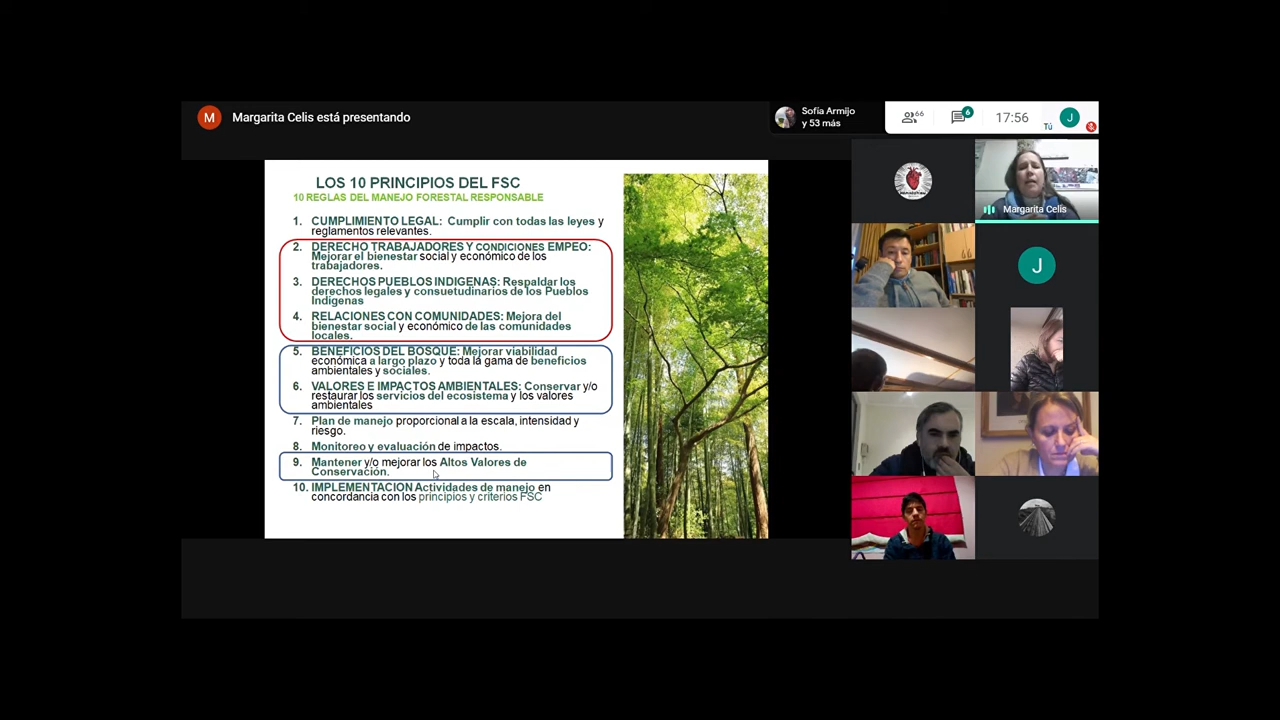 M
Margarita Celis está presentando
Sofía Armijo
y 53 más
66
6
17:56
Tú
J
LOS 10 PRINCIPIOS DEL FSC
10 REGLAS DEL MANEJO FORESTAL RESPONSABLE
1. CUMPLIMIENTO LEGAL: Cumplir con todas las leyes y
reglamentos relevantes.
2. DERECHO TRABAJADORES Y CONDICIONES EMPEO:
Mejorar el bienestar social y económico de los
trabajadores.
3. DERECHOS PUEBLOS INDIGENAS: Respaldar los
derechos legales y consuetudinarios de los Pueblos
Indigenas
4. RELACIONES CON COMUNIDADES: Mejora del
bienestar social y económico de las comunidades
locales.
5. BENEFICIOS DEL BOSQUE: Mejorar viabilidad
económica a largo plazo y toda la gama de beneficios
ambientales y sociales.
6. VALORES E IMPACTOS AMBIENTALES: Conservar y/o
restaurar los servicios del ecosistema y los valores
ambientales
7. Plan de manejo proporcional a la escala, intensidad y
riesgo.
8. Monitoreo y evaluación de impactos.
9. Mantener y/o mejorar los Altos Valores de
Conservación.
10. IMPLEMENTACION Actividades de manejo en
concordancia con los principios y criterios FSC
Margarita Celis
J